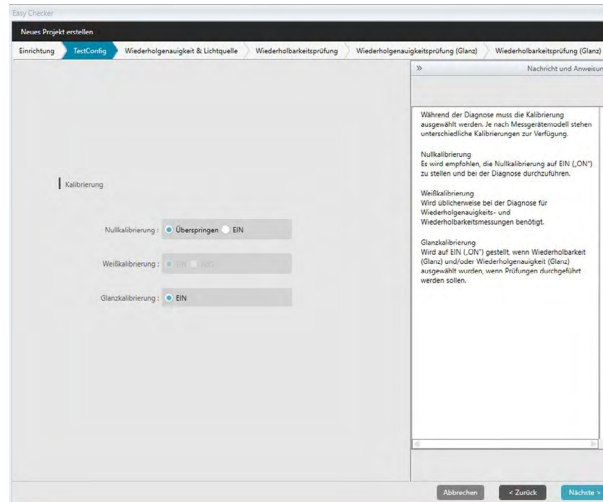 Easy Checker
Neues Projekt erstellen
Einrichtung
TestConfig
Wiederholgenauigkeit & Lichtquelle
Wiederholbarkeitsprüfung
Wiederholgenauigkeitsprüfung (Glanz)
Wiederholbarkeitsprüfung (Glanz)
Kalibrierung
Nullkalibrierung : Überspringen EIN
Weißkalibrierung :
Glanzkalibrierung : EIN
» Nachricht und Anweisun
Während der Diagnose muss die Kalibrierung
ausgewählt werden. Je nach Messgerätemodell stehen
unterschiedliche Kalibrierungen zur Verfügung.
Nullkalibrierung
Es wird empfohlen, die Nullkalibrierung auf EIN („ON")
zu stellen und bei der Diagnose durchzuführen.
Weißkalibrierung
Wird üblicherweise bei der Diagnose für
Wiederholgenauigkeits- und
Wiederholbarkeitsmessungen benötigt.
Glanzkalibrierung
Wird auf EIN („ON") gestellt, wenn Wiederholbarkeit
(Glanz) und/oder Wiederholgenauigkeit (Glanz)
ausgewählt wurden, wenn Prüfungen durchgeführt
werden sollen.
Abbrechen
< Zurück
Nächste >